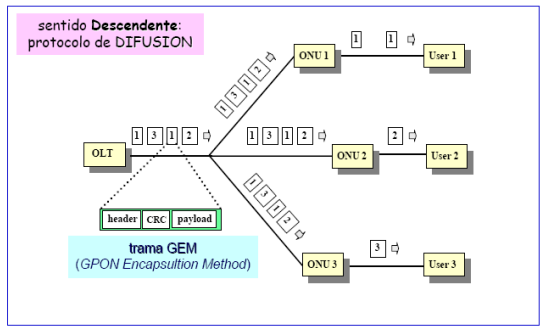 sentido Descendente:
protocolo de DIFUSION
1 1
ONU 1
User 1
1 3 1 2
1 3 1 2
1 3 1 2
2
OLT
ONU 2
User 2
header CRC payload
1 3 1 2
trama GEM
(GPON Encapsultion Method)
3
ONU 3
User 3